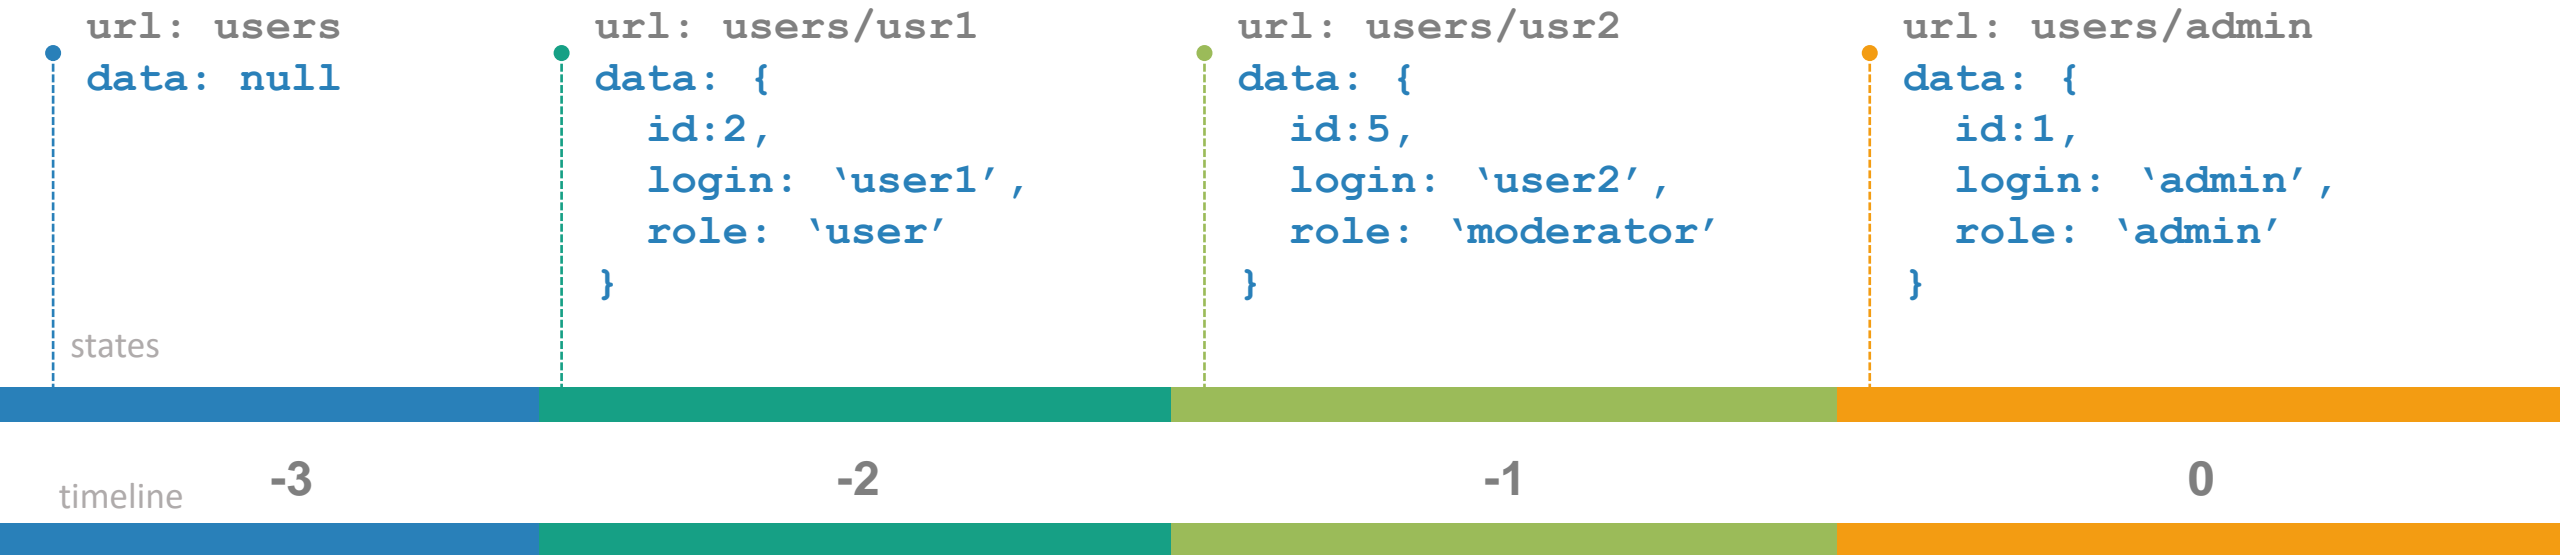 url: users
data: null
url: users/usr1
data: {
id:2,
login: ‘user1’,
role: ‘user’
}
url: users/usr2
data: {
id:5,
login: ‘user2’,
role: ‘moderator’
}
url: users/admin
data: {
id:1,
login: ‘admin’,
role: ‘admin’
}
states
timeline
-3
-2
-1
0